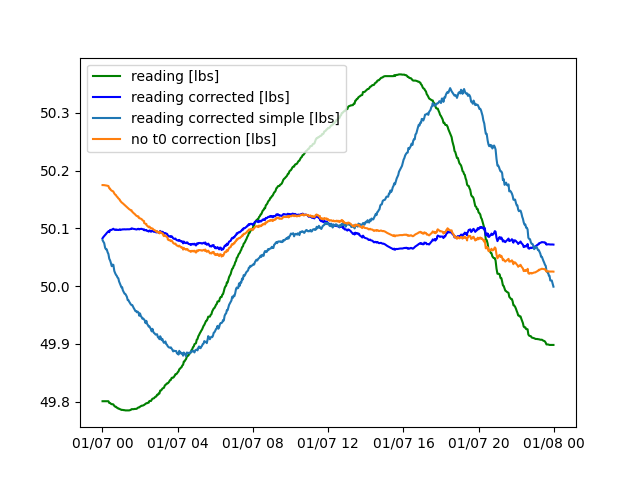 reading [lbs]
reading corrected [lbs]
reading corrected simple [lbs]
no t0 correction [lbs]
50.3
50.2
50.1
50.0
49.9
49.8
01/07 00 01/07 04 01/07 08 01/07 12 01/07 16 01/07 20 01/08 00